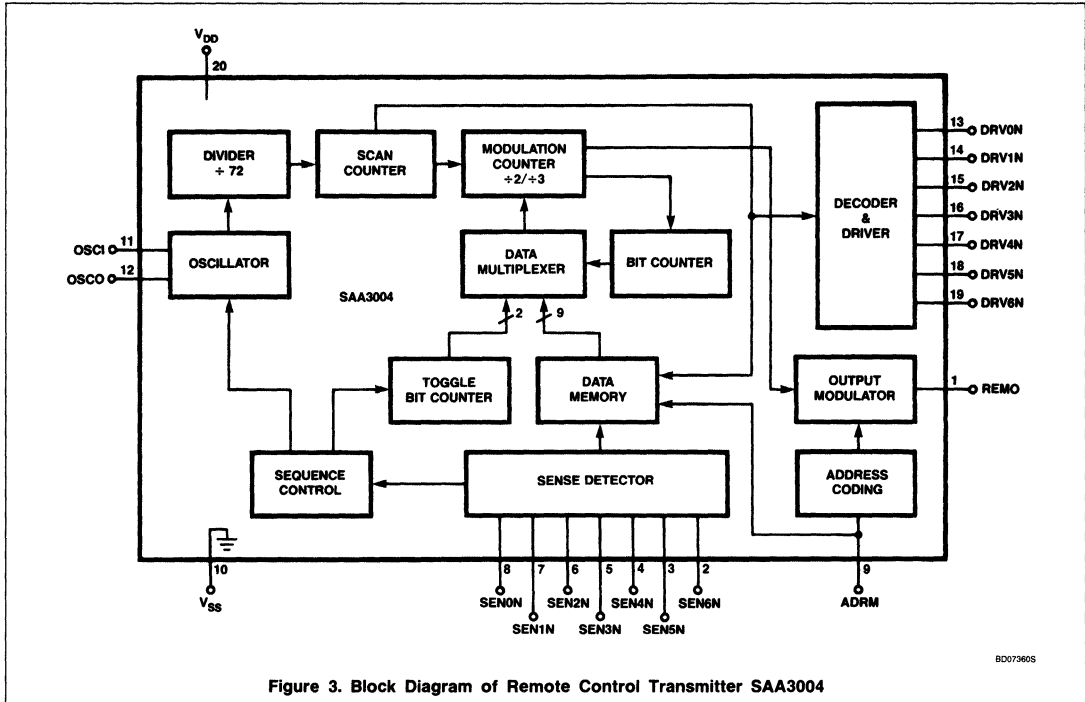 V_DD
20
DIVIDER
÷ 72
SCAN
COUNTER
MODULATION
COUNTER
÷2/÷3
DECODER
&
DRIVER
13 DRV0N
14 DRV1N
15 DRV2N
16 DRV3N
17 DRV4N
18 DRV5N
19 DRV6N
OSCI 11
OSCO 12
OSCILLATOR
DATA
MULTIPLEXER
BIT COUNTER
SAA3004
2
9
TOGGLE
BIT COUNTER
DATA
MEMORY
OUTPUT
MODULATOR
1 REMO
SEQUENCE
CONTROL
SENSE DETECTOR
ADDRESS
CODING
10
V_SS
8
7
6
5
4
3
2
9
SEN0N
SEN1N
SEN2N
SEN3N
SEN4N
SEN5N
SEN6N
ADRM
BD07360S
Figure 3. Block Diagram of Remote Control Transmitter SAA3004